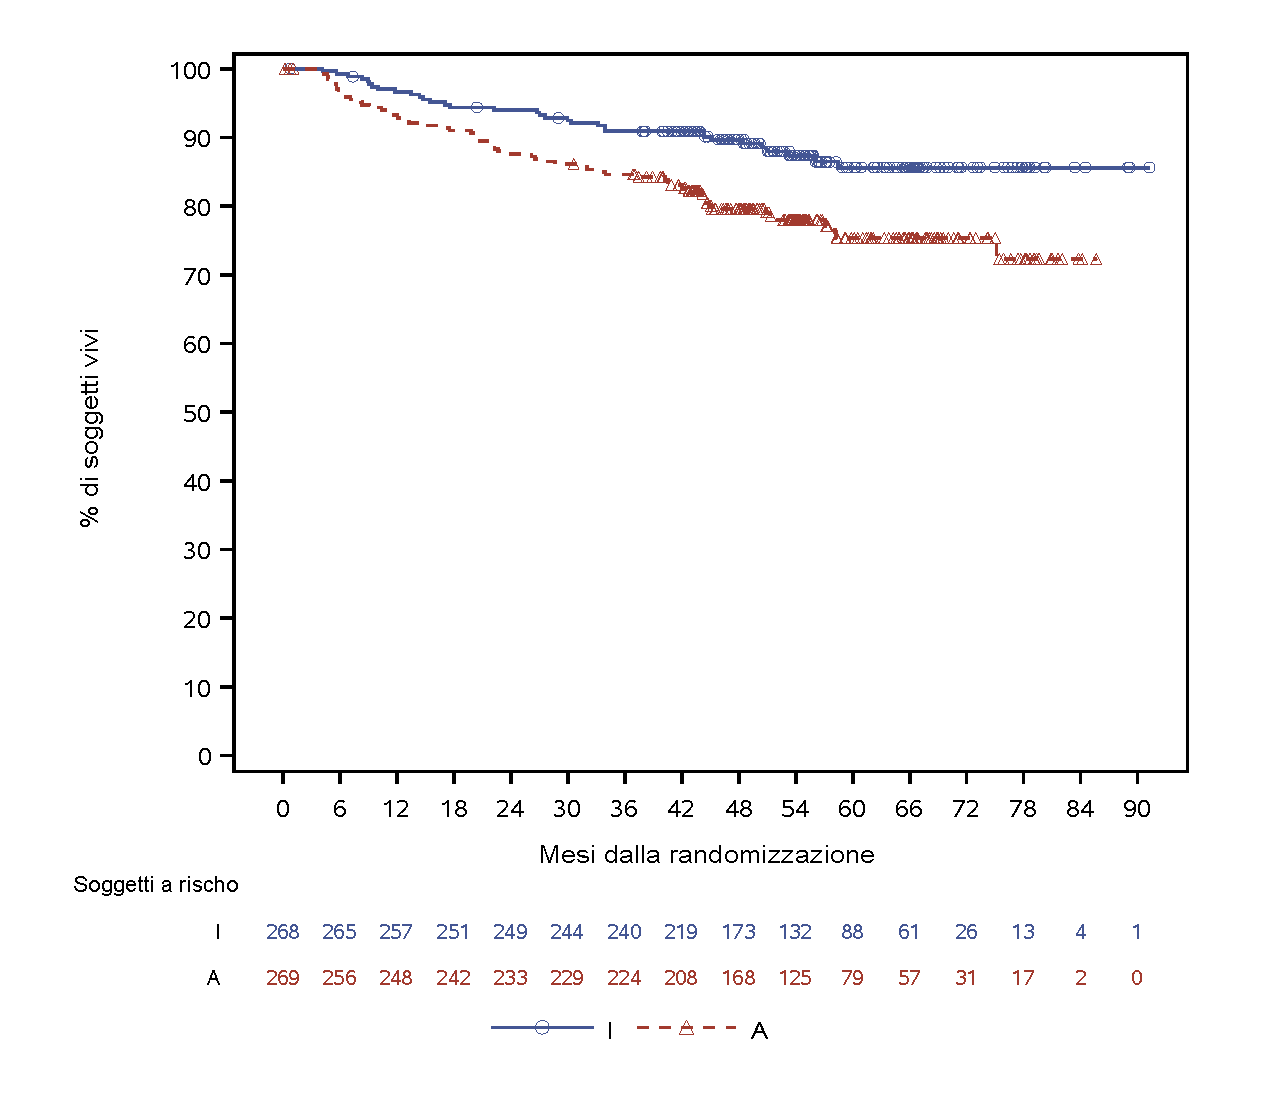 100
90
80
70
60
50
40
30
20
10
0
% di soggetti vivi
0 6 12 18 24 30 36 42 48 54 60 66 72 78 84 90
Mesi dalla randomizzazione
Soggetti a rischo
I 268 265 257 251 249 244 240 219 173 132 88 61 26 13 4 1
A 269 256 248 242 233 229 224 208 168 125 79 57 31 17 2 0
I A